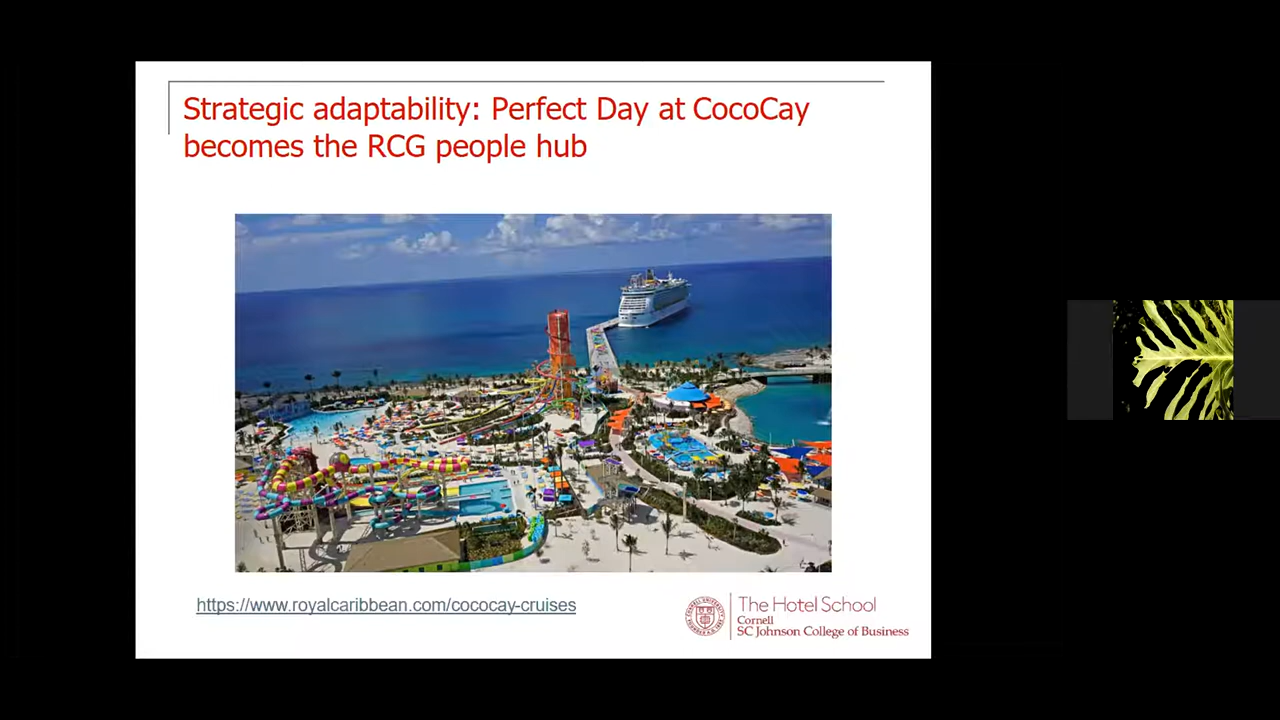 Strategic adaptability: Perfect Day at CocoCay
becomes the RCG people hub
https://www.royalcaribbean.com/cococay-cruises
The Hotel School
Cornell
SC Johnson College of Business